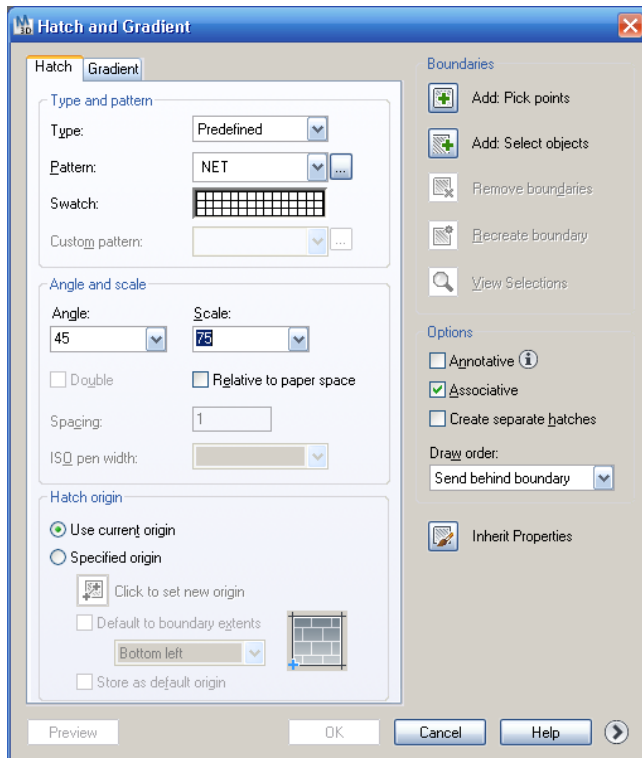 M
3D
Hatch and Gradient
Hatch
Gradient
Type and pattern
Type:
Predefined
Pattern:
NET
...
Swatch:
Custom pattern:
...
Angle and scale
Angle:
Scale:
45
75
Double
Relative to paper space
Spacing:
1
ISO pen width:
Hatch origin
Use current origin
Specified origin
Click to set new origin
Default to boundary extents
Bottom left
Store as default origin
Boundaries
Add: Pick points
Add: Select objects
Remove boundaries
Recreate boundary
View Selections
Options
Annotative
Associative
Create separate hatches
Draw order:
Send behind boundary
Inherit Properties
Preview
OK
Cancel
Help